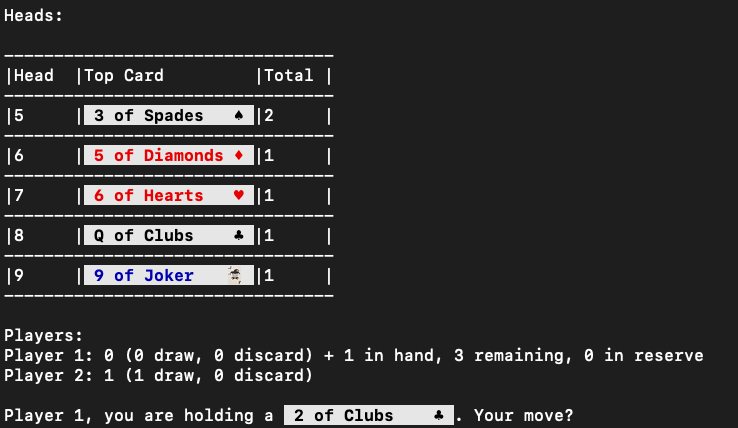 Heads:
---------------------------------
|Head  |Top Card         |Total |
---------------------------------
|5     | 3 of Spades   ♠ |2     |
---------------------------------
|6     | 5 of Diamonds ♦ |1     |
---------------------------------
|7     | 6 of Hearts   ♥ |1     |
---------------------------------
|8     | Q of Clubs    ♣ |1     |
---------------------------------
|9     | 9 of Joker    🃏 |1     |
---------------------------------
Players:
Player 1: 0 (0 draw, 0 discard) + 1 in hand, 3 remaining, 0 in reserve
Player 2: 1 (1 draw, 0 discard)
Player 1, you are holding a  2 of Clubs    ♣ . Your move?